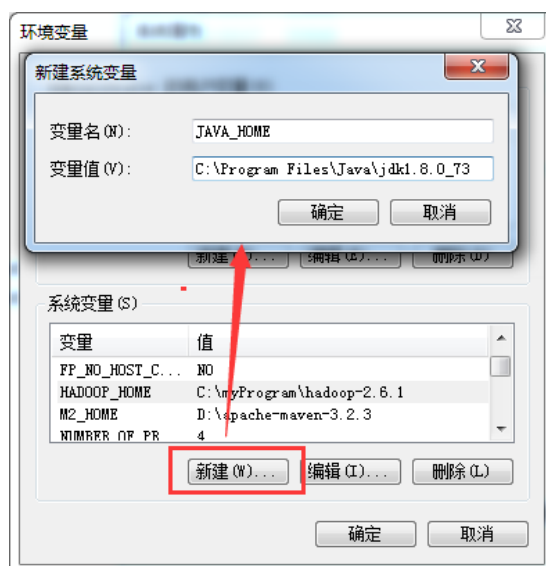 环境变量
新建系统变量
变量名(N):
JAVA_HOME
变量值(V):
C:\Program Files\Java\jdk1.8.0_73
确定
取消
系统变量(S)
变量 值
FP_NO_HOST_C... NO
HADOOP_HOME C:\myProgram\hadoop-2.6.1
M2_HOME D:\apache-maven-3.2.3
NUMBER_OF_PR 4
新建(W)... 编辑(I)... 删除(L)
确定 取消